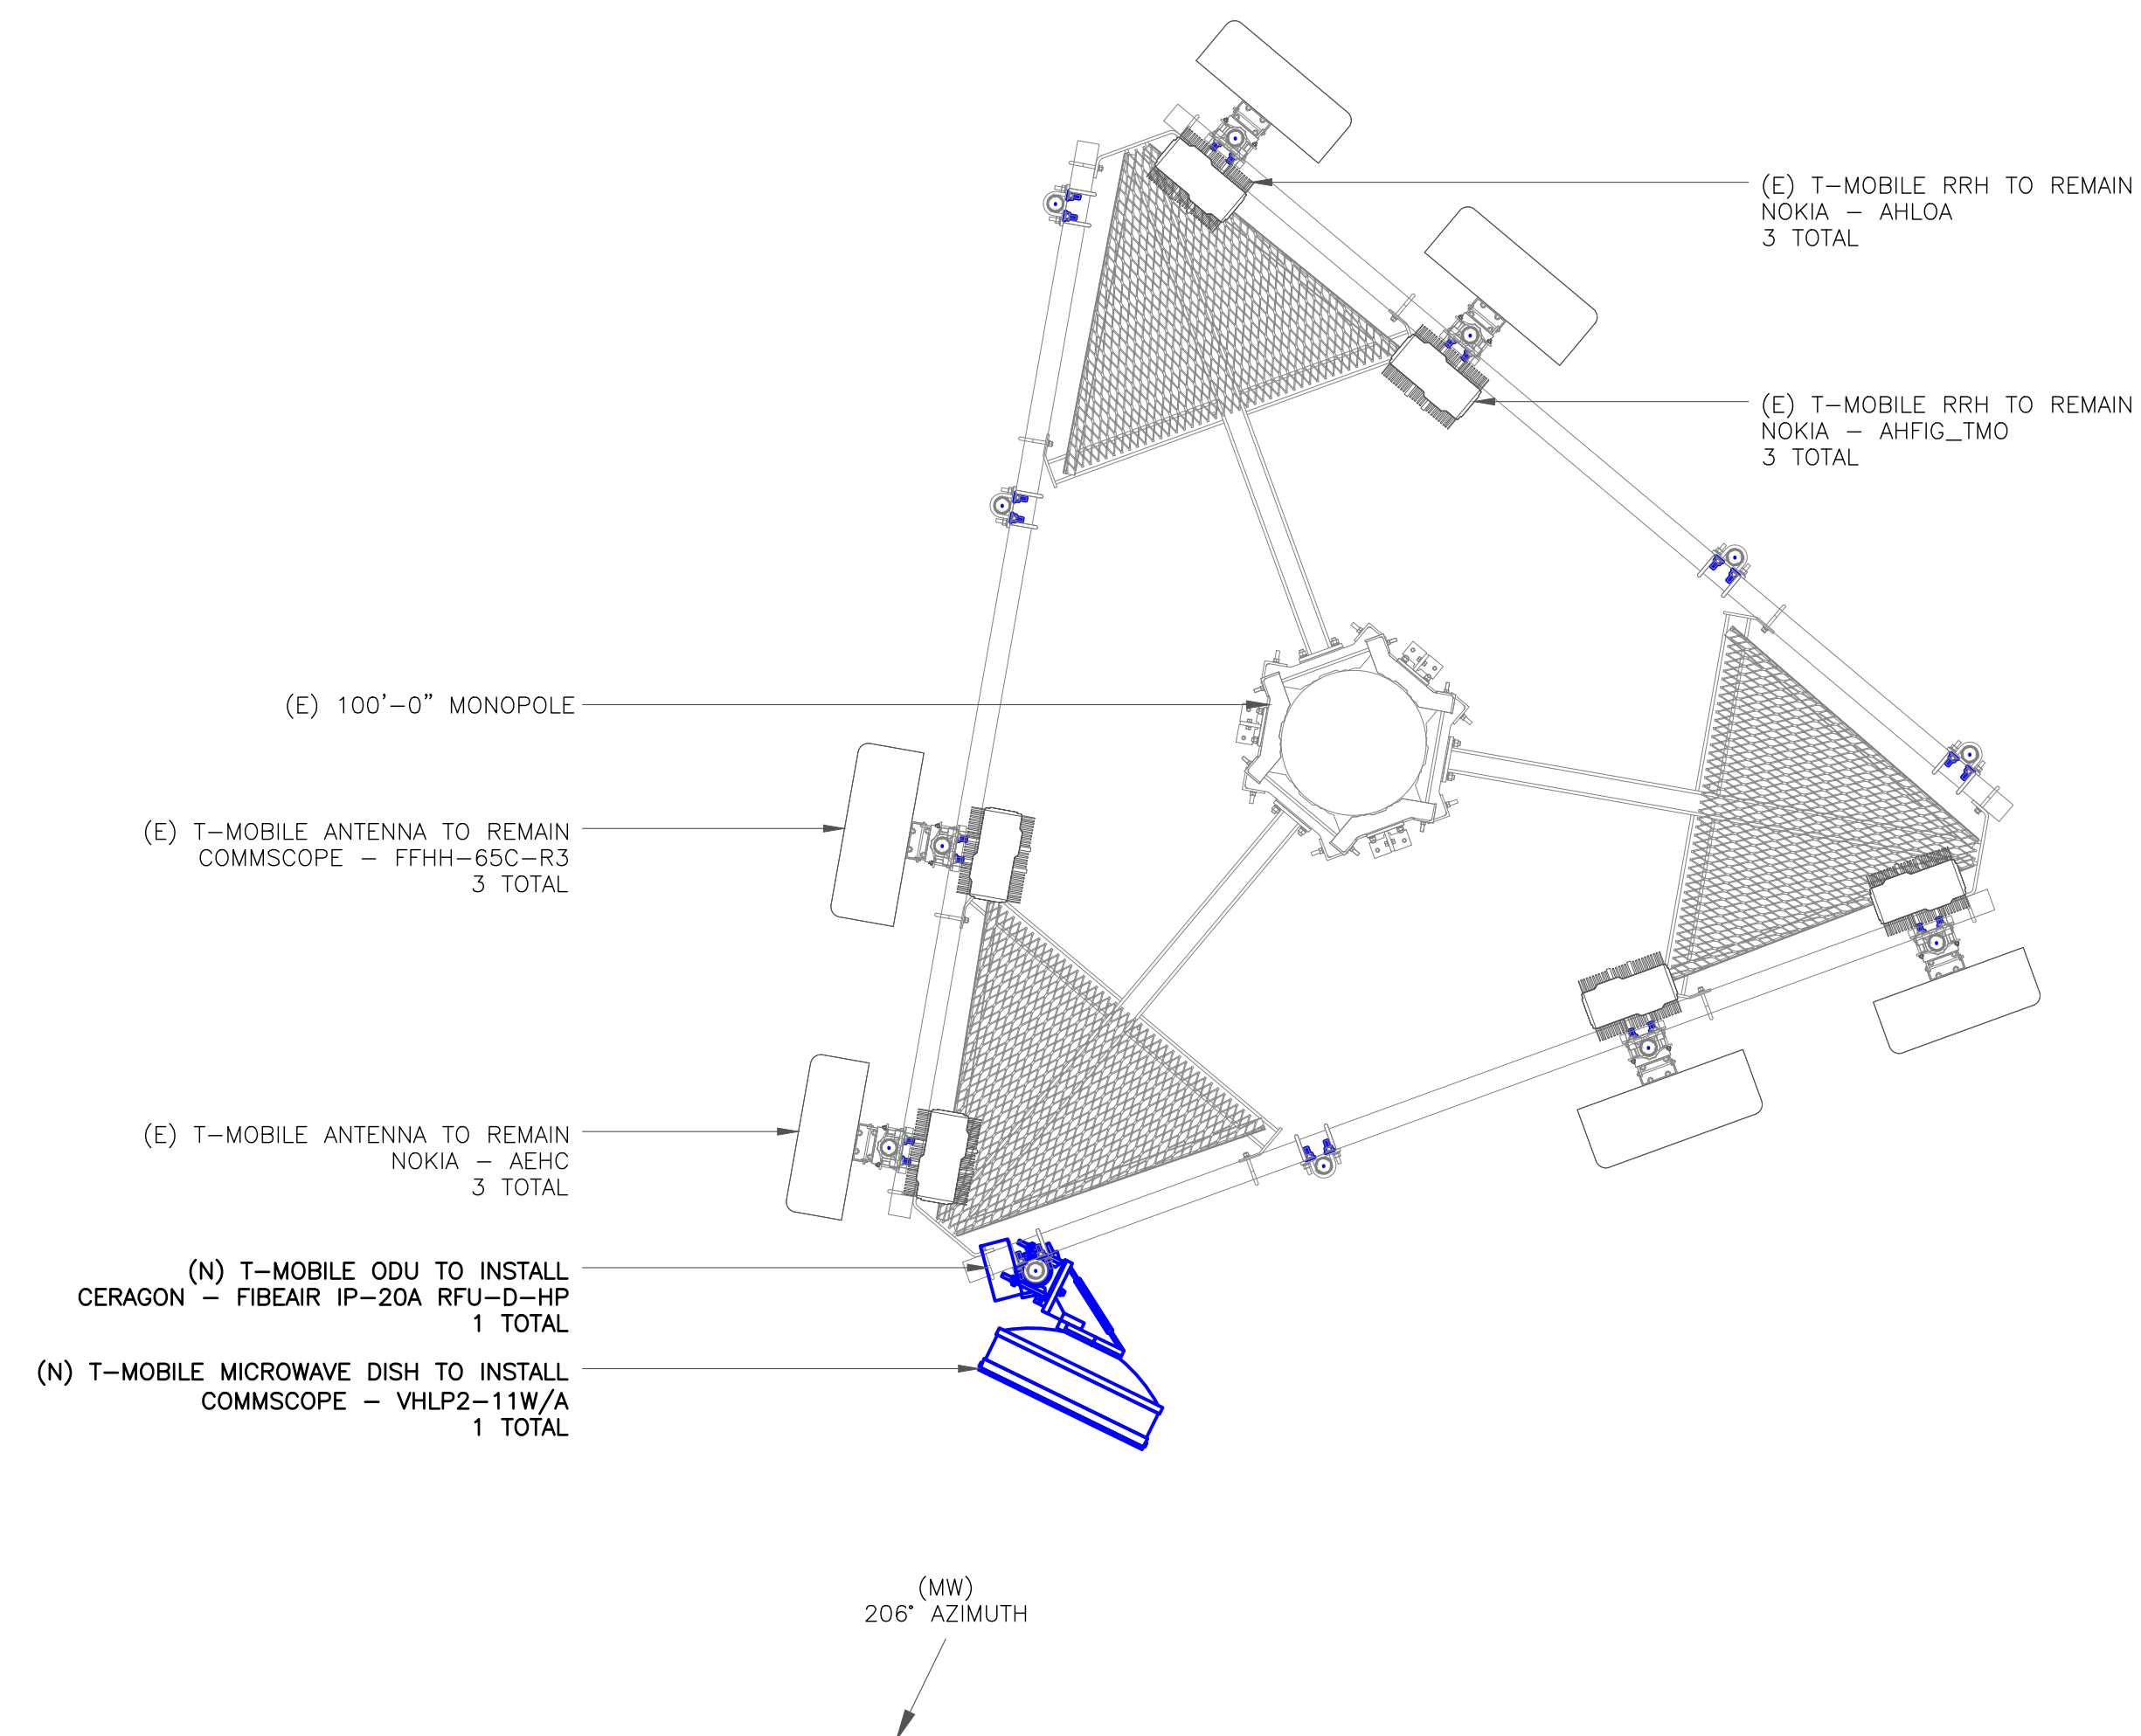 (E) T-MOBILE RRH TO REMAIN
NOKIA - AHLOA
3 TOTAL
(E) T-MOBILE RRH TO REMAIN
NOKIA - AHFIG_TMO
3 TOTAL
(E) 100'-0" MONOPOLE
(E) T-MOBILE ANTENNA TO REMAIN
COMMSCOPE - FFHH-65C-R3
3 TOTAL
(E) T-MOBILE ANTENNA TO REMAIN
NOKIA - AEHC
3 TOTAL
(N) T-MOBILE ODU TO INSTALL
CERAGON - FIBEAIR IP-20A RFU-D-HP
1 TOTAL
(N) T-MOBILE MICROWAVE DISH TO INSTALL
COMMSCOPE - VHLP2-11W/A
1 TOTAL
(MW)
206° AZIMUTH